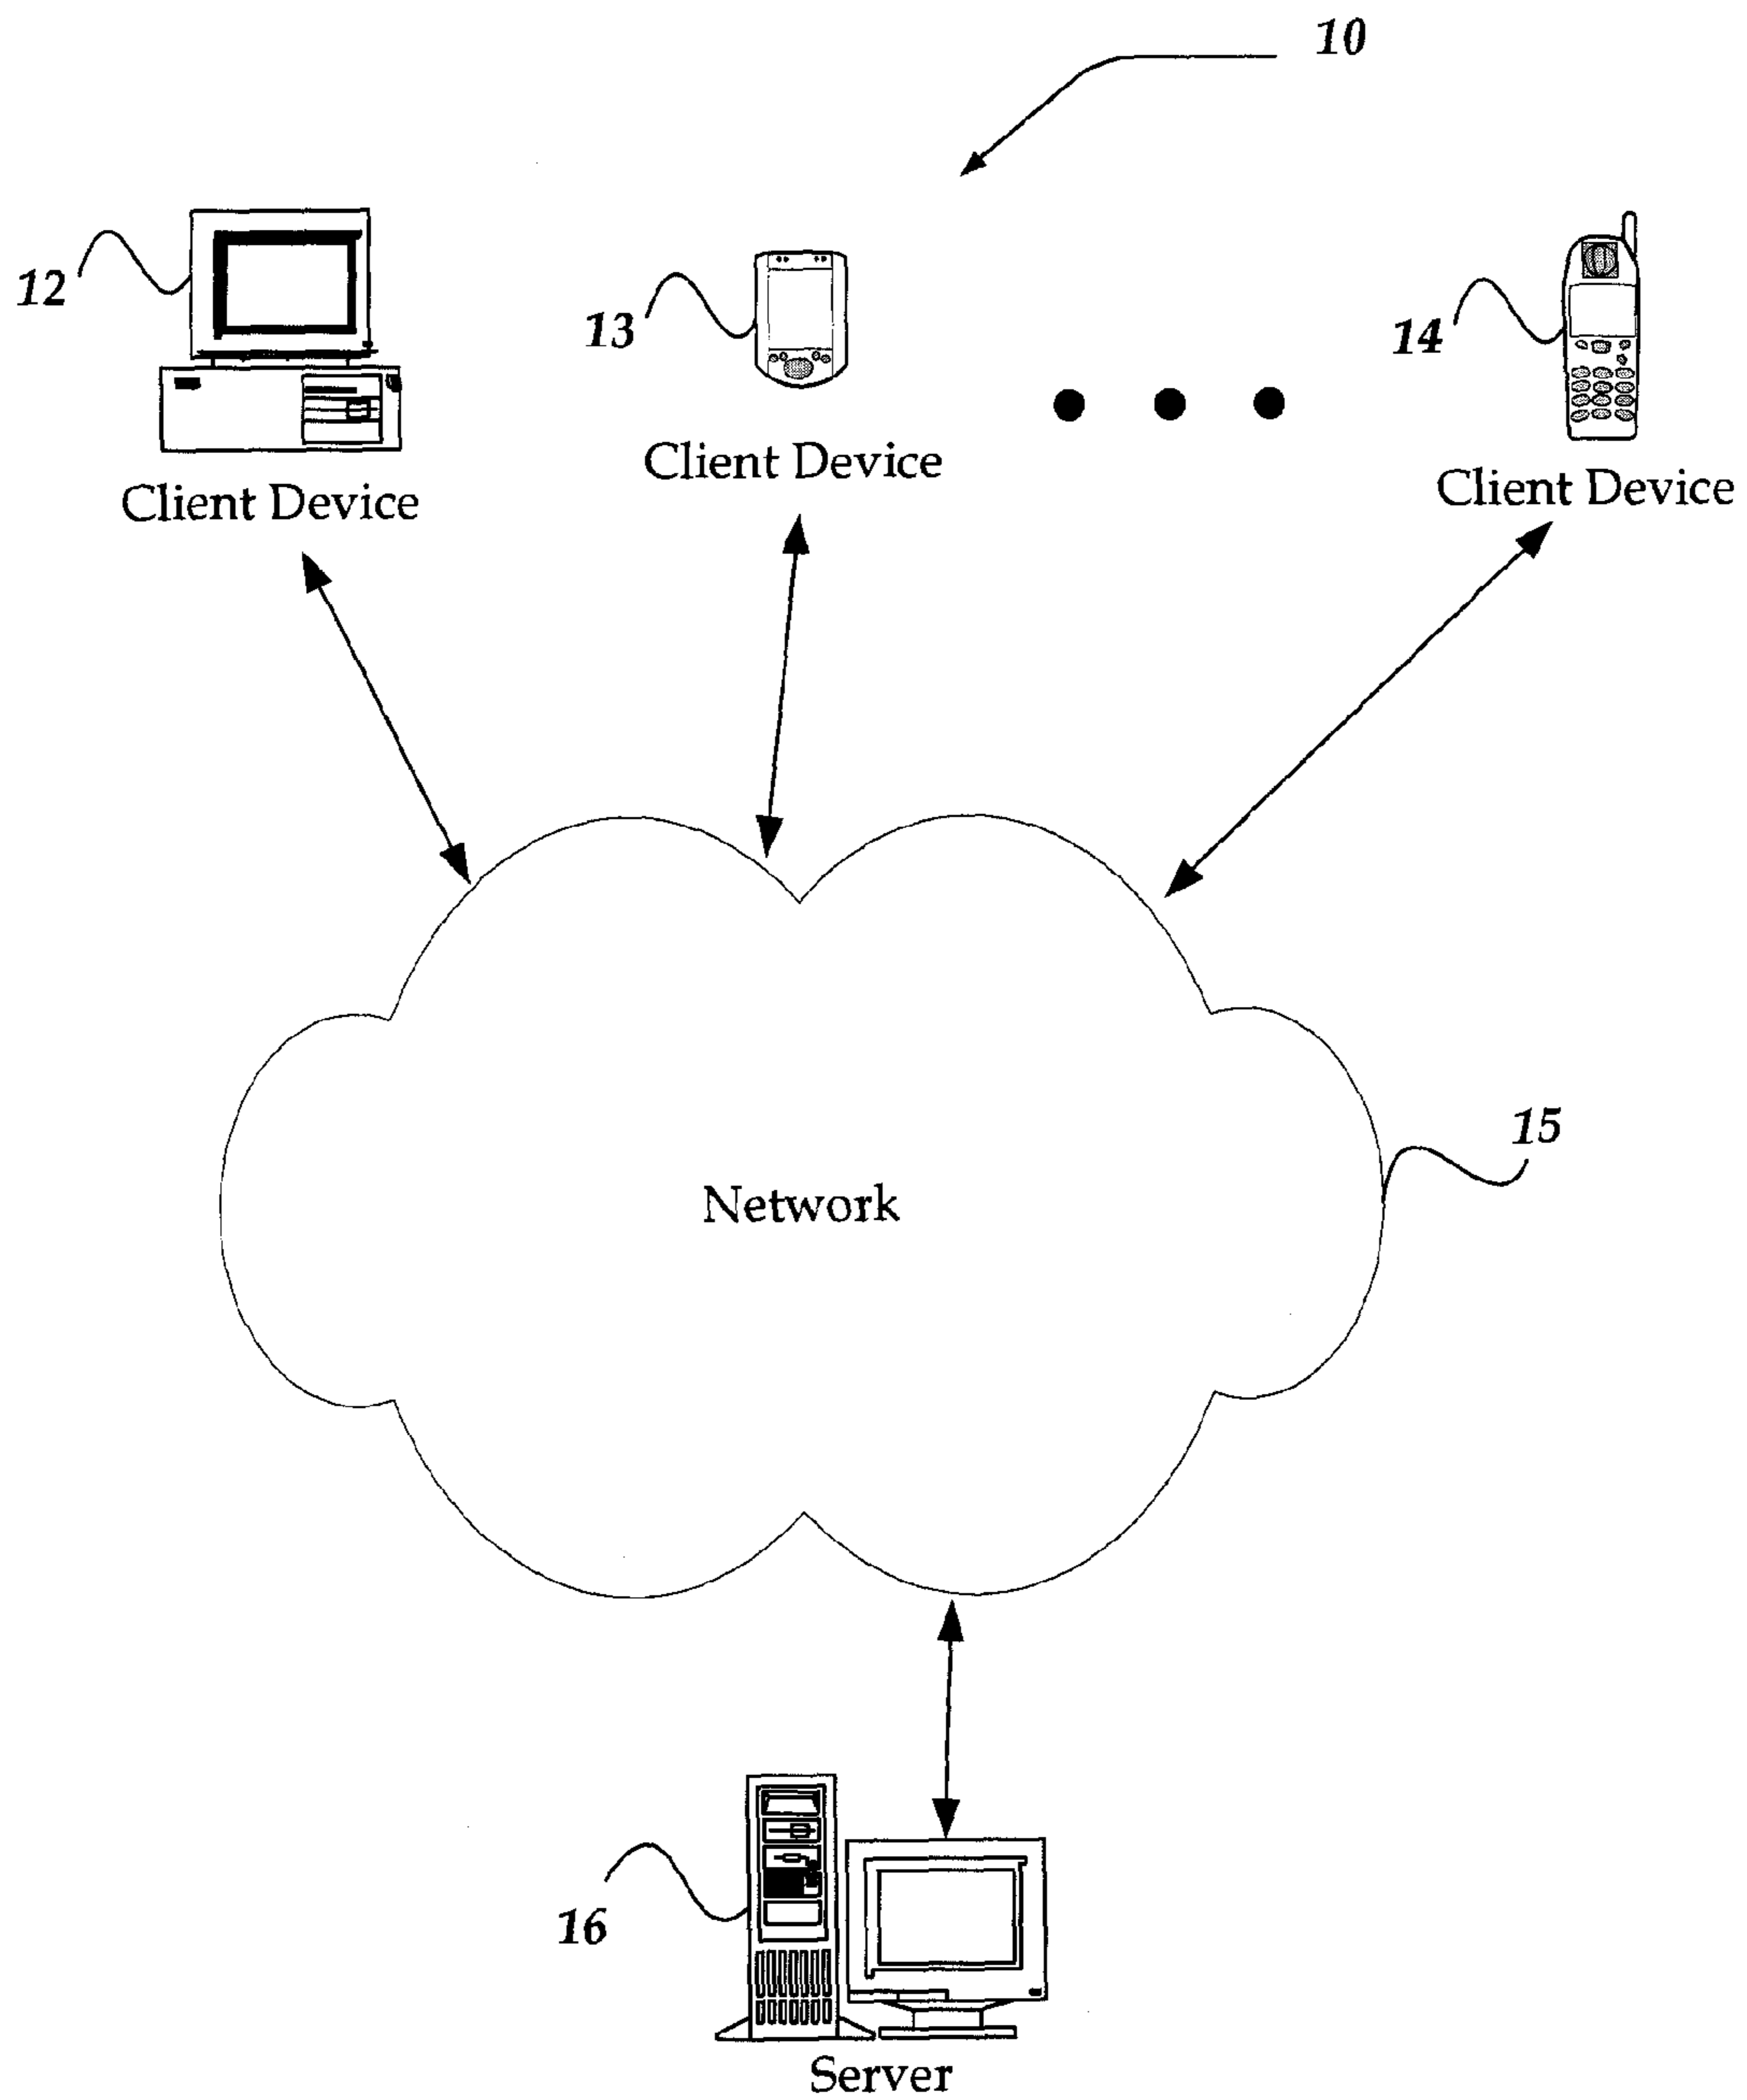 10
12
13
14
Client Device
Client Device
Client Device
15
Network
16
Server